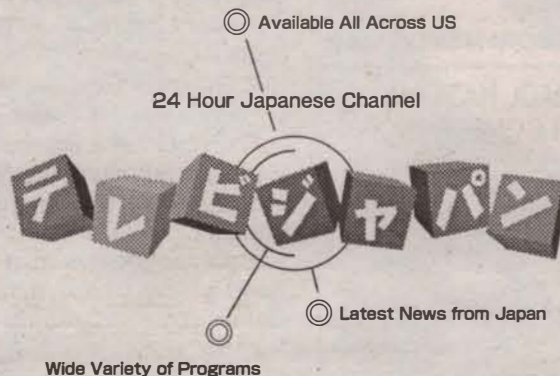 Available All Across US
24 Hour Japanese Channel
テレビジャパン
Latest News from Japan
Wide Variety of Programs